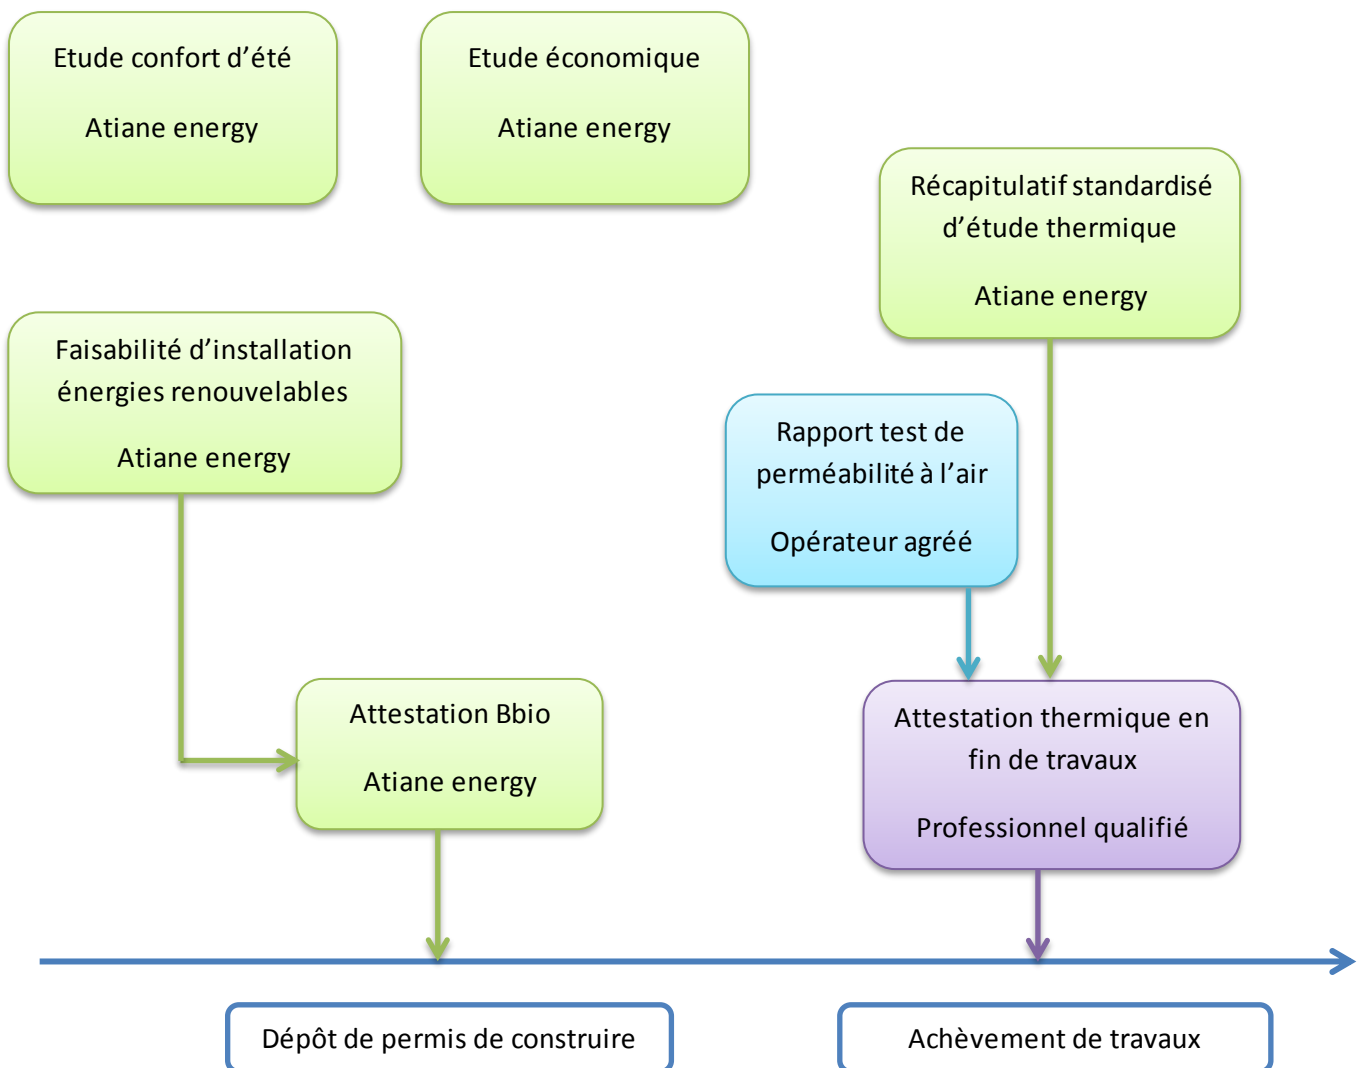 Etude confort d’été
Atiane energy
Etude économique
Atiane energy
Récapitulatif standardisé
d’étude thermique
Atiane energy
Faisabilité d’installation
énergies renouvelables
Atiane energy
Rapport test de
perméabilité à l’air
Opérateur agréé
Attestation Bbio
Atiane energy
Attestation thermique en
fin de travaux
Professionnel qualifié
Dépôt de permis de construire
Achèvement de travaux